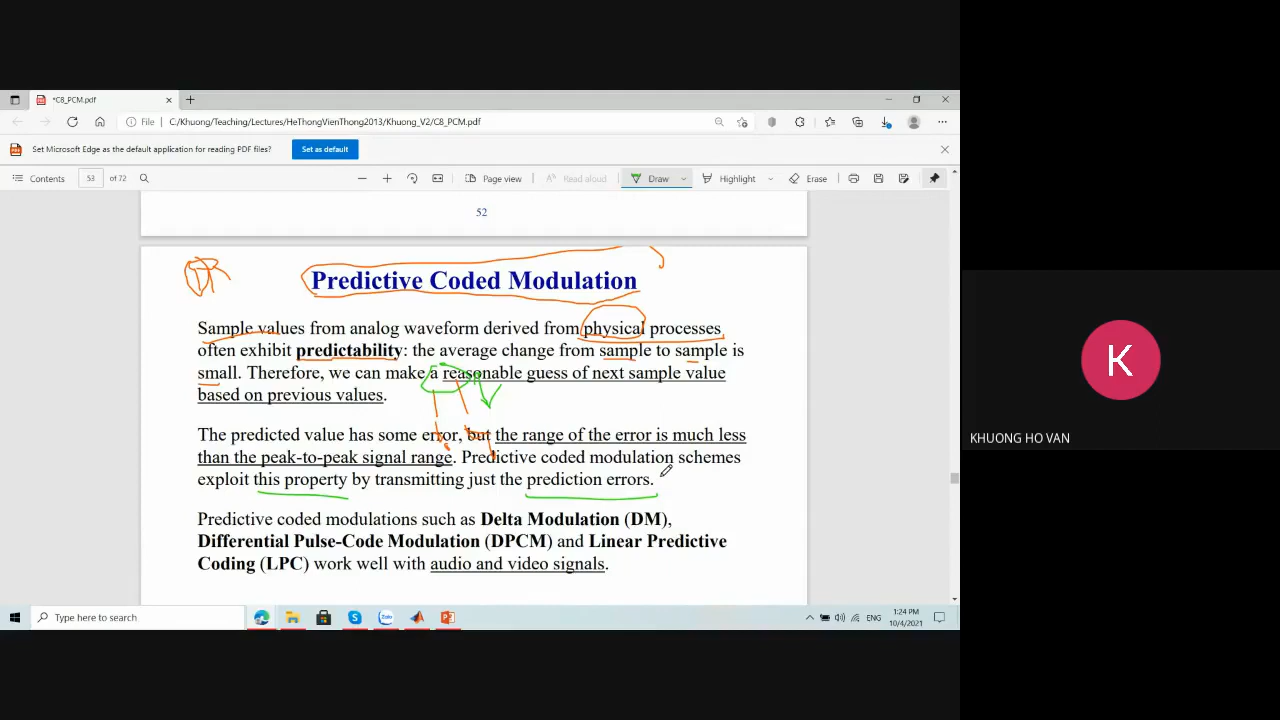 *C8_PCM.pdf
File
C:/Khuong/Teaching/Lectures/HeThongVienThong2013/Khuong_V2/C8_PCM.pdf
Set Microsoft Edge as the default application for reading PDF files?
Set as default
Contents
53
of 72
Page view
Read aloud
Draw
Highlight
Erase
52
Predictive Coded Modulation
Sample values from analog waveform derived from physical processes
often exhibit predictability: the average change from sample to sample is
small. Therefore, we can make a reasonable guess of next sample value
based on previous values.
The predicted value has some error, but the range of the error is much less
than the peak-to-peak signal range. Predictive coded modulation schemes
exploit this property by transmitting just the prediction errors.
Predictive coded modulations such as Delta Modulation (DM),
Differential Pulse-Code Modulation (DPCM) and Linear Predictive
Coding (LPC) work well with audio and video signals.
K
KHUONG HO VAN
Type here to search
Zalo
ENG
1:24 PM
10/4/2021